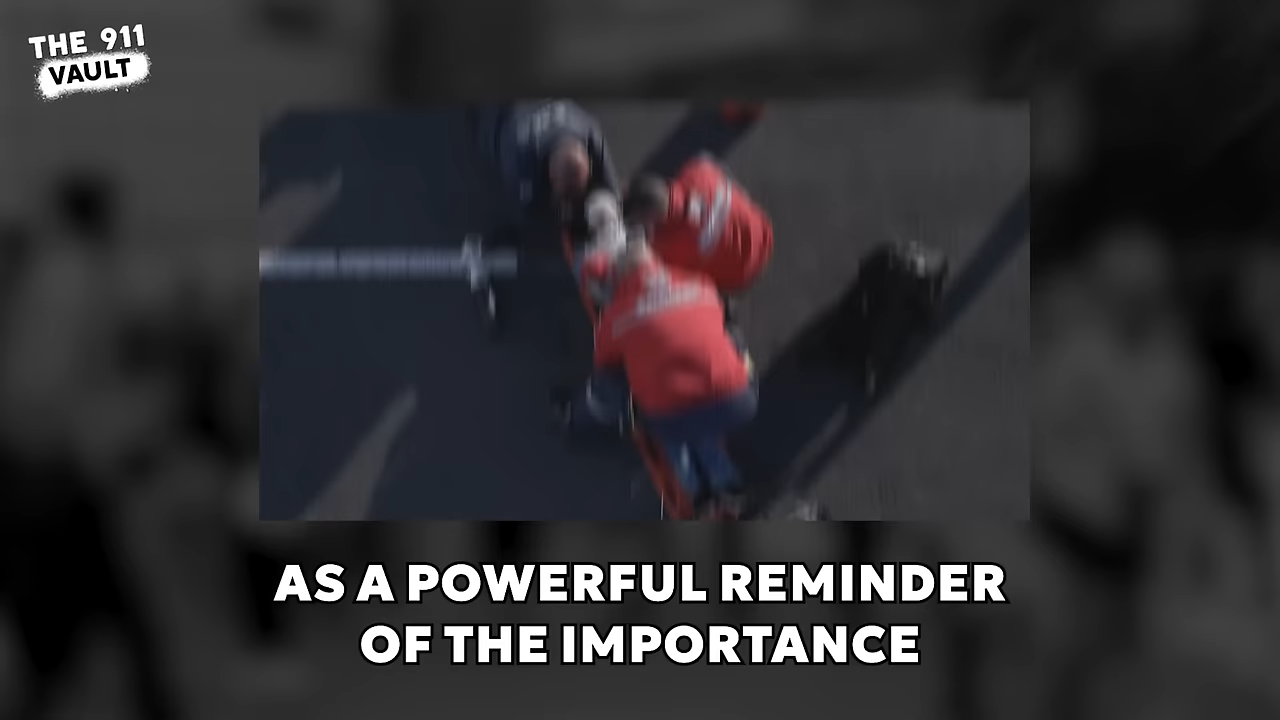 THE 911
VAULT
AS A POWERFUL REMINDER
OF THE IMPORTANCE